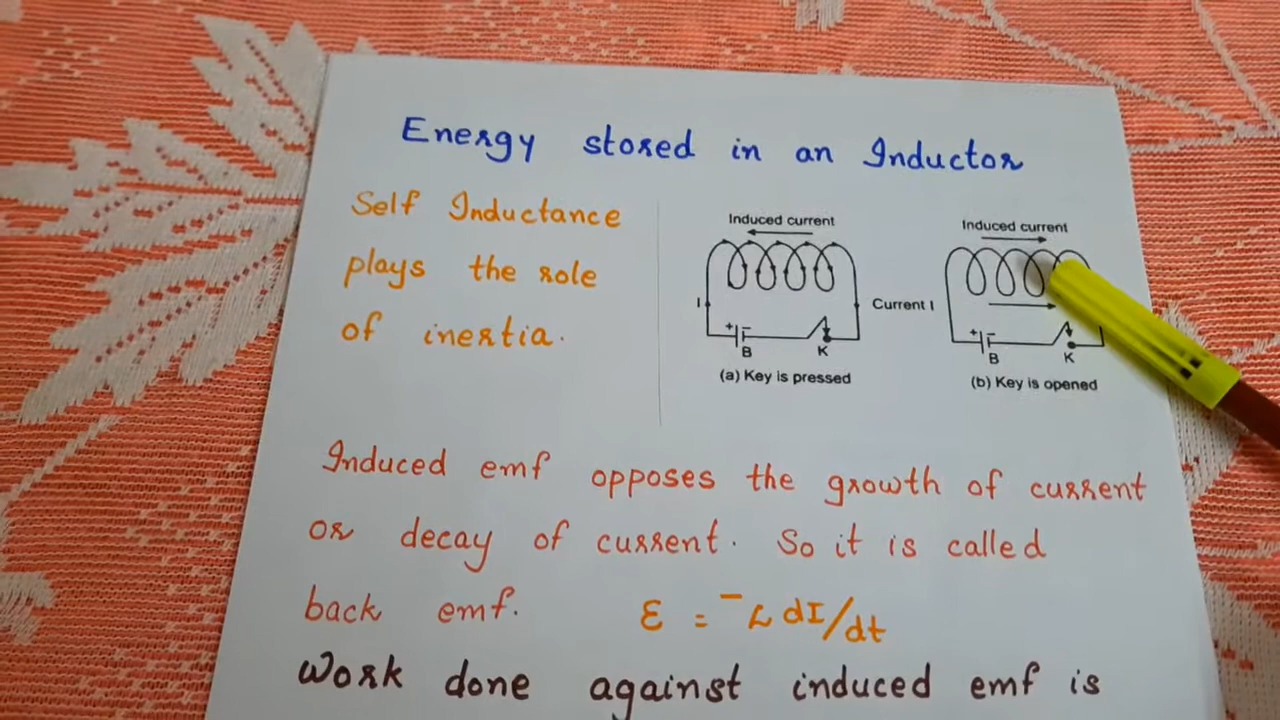 Energy stored in an Inductor
Self Inductance
plays the role
of inertia.
Induced current
I
+
B
K
(a) Key is pressed
Induced current
Current I
+
B
K
(b) Key is opened
Induced emf opposes the growth of current
or decay of current. So it is called
back emf. ε = -L dI/dt
Work done against induced emf is